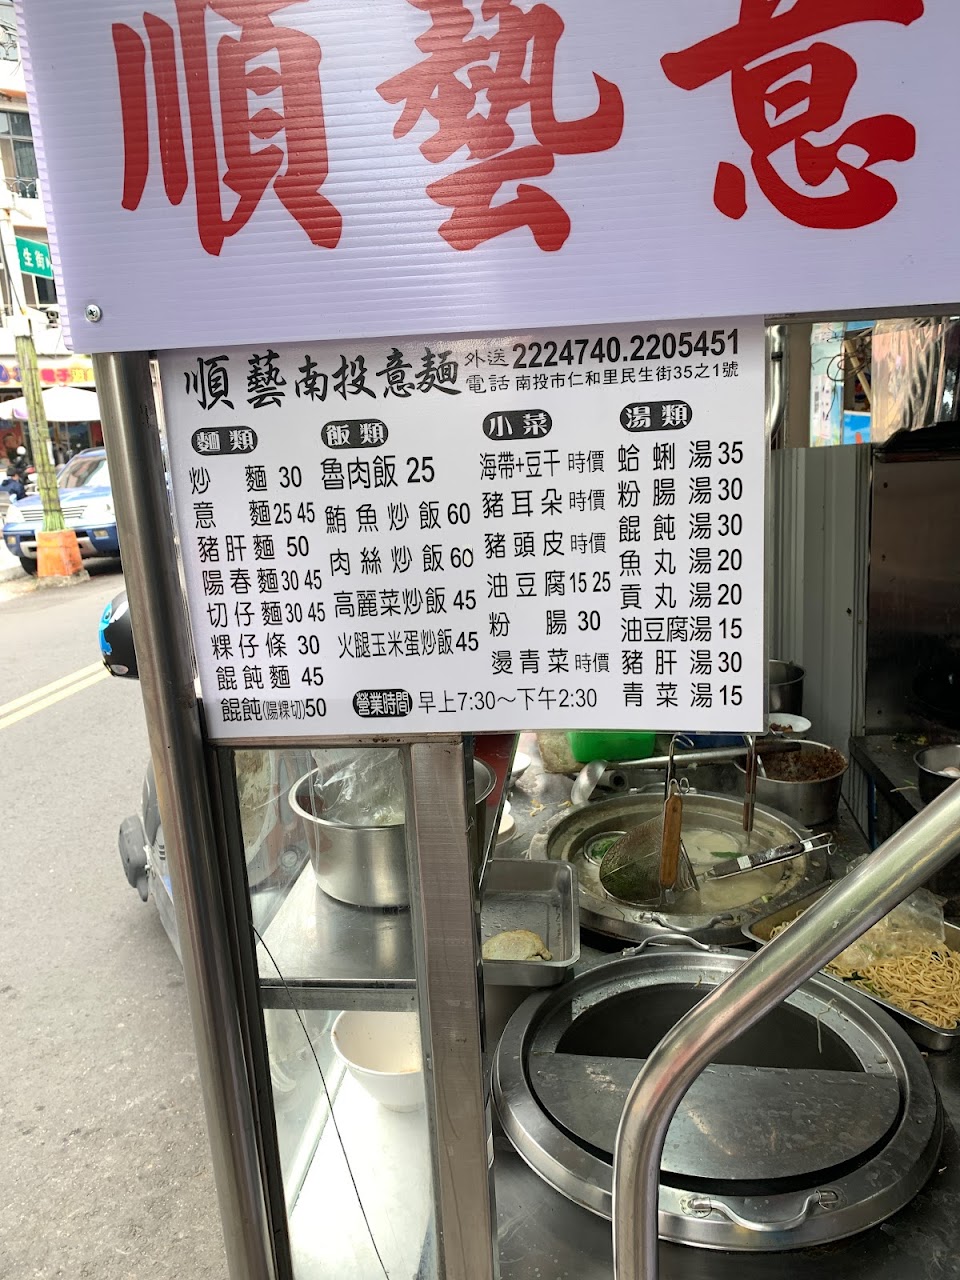 順藝意
生街
順藝南投意麵
外送電話 2224740.2205451
南投市仁和里民生街35之1號
麵類
炒麵 30
意麵 25 45
豬肝麵 50
陽春麵 30 45
切仔麵 30 45
粿仔條 30
餛飩麵 45
餛飩(陽粿切) 50
飯類
魯肉飯 25
鮪魚炒飯 60
肉絲炒飯 60
高麗菜炒飯 45
火腿玉米蛋炒飯 45
小菜
海帶+豆干 時價
豬耳朵 時價
豬頭皮 時價
油豆腐 15 25
粉腸 30
燙青菜 時價
湯類
蛤蜊湯 35
粉腸湯 30
餛飩湯 30
魚丸湯 20
貢丸湯 20
油豆腐湯 15
豬肝湯 30
青菜湯 15
營業時間 早上7:30～下午2:30